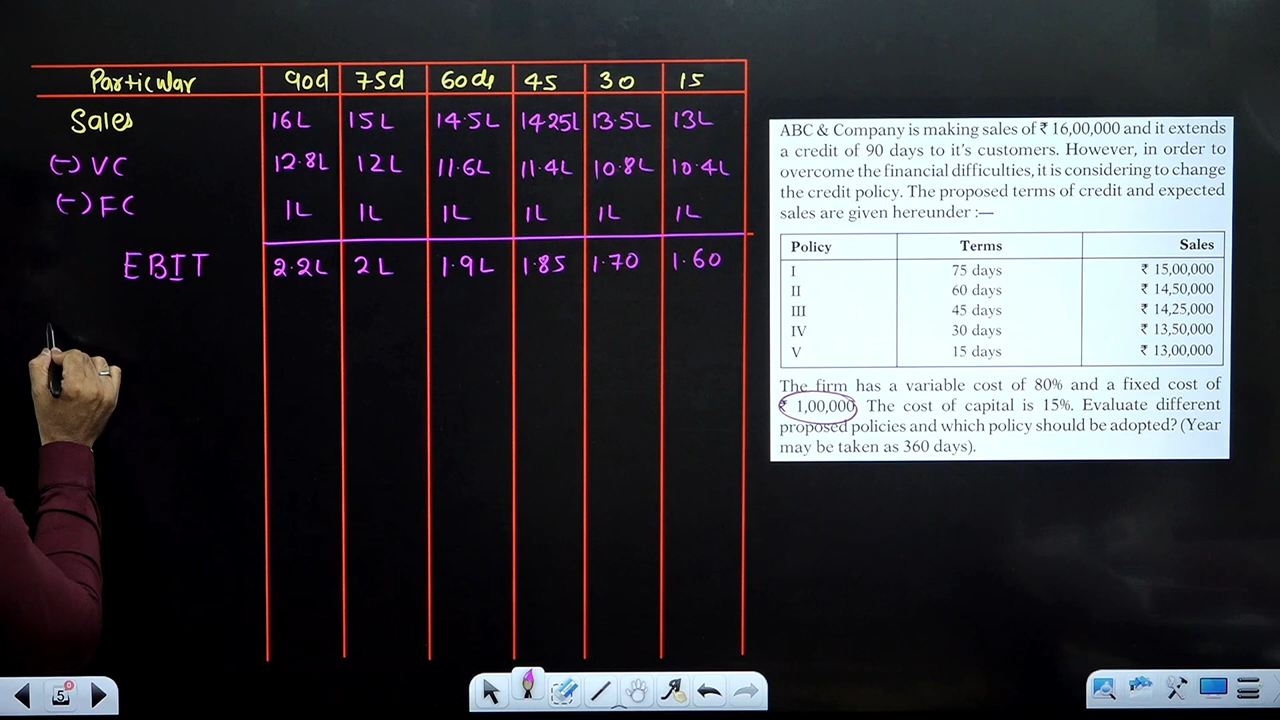 Particular 90d 75d 60ds 45 30 15
Sales 16L 15L 14.5L 1425L 13.5L 13L
(-) VC 12.8L 12L 11.6L 11.4L 10.8L 10.4L
(-) FC 1L 1L 1L 1L 1L 1L
EBIT 2.2L 2L 1.9L 1.85 1.70 1.60
ABC & Company is making sales of ₹ 16,00,000 and it extends
a credit of 90 days to it's customers. However, in order to
overcome the financial difficulties, it is considering to change
the credit policy. The proposed terms of credit and expected
sales are given hereunder :—
Policy Terms Sales
I 75 days ₹ 15,00,000
II 60 days ₹ 14,50,000
III 45 days ₹ 14,25,000
IV 30 days ₹ 13,50,000
V 15 days ₹ 13,00,000
The firm has a variable cost of 80% and a fixed cost of
₹ 1,00,000 The cost of capital is 15%. Evaluate different
proposed policies and which policy should be adopted? (Year
may be taken as 360 days).
5